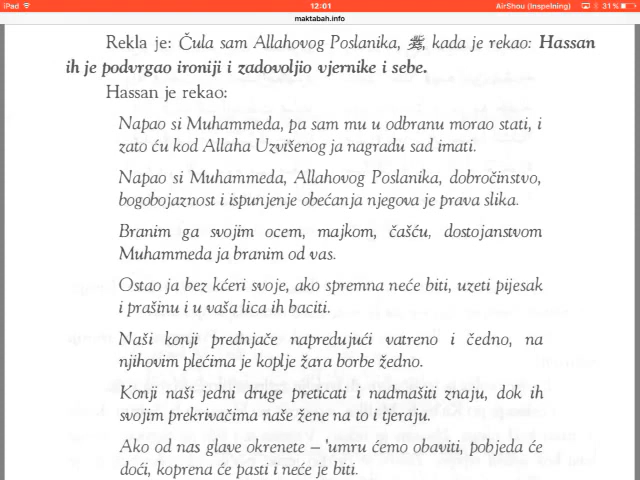 iPad 12:01 AirShou (Inspelning) 31 %
maktabah.info
Rekla je: Čula sam Allahovog Poslanika, ﷺ, kada je rekao: Hassan
ih je podvrgao ironiji i zadovoljio vjernike i sebe.
Hassan je rekao:
Napao si Muhammeda, pa sam mu u odbranu morao stati, i
zato ću kod Allaha Uzvišenog ja nagradu sad imati.
Napao si Muhammeda, Allahovog Poslanika, dobročinstvo,
bogobojaznost i ispunjenje obećanja njegova je prava slika.
Branim ga svojim ocem, majkom, čašću, dostojanstvom
Muhammeda ja branim od vas.
Ostao ja bez kćeri svoje, ako spremna neće biti, uzeti pijesak
i prašinu i u vaša lica ih baciti.
Naši konji prednjače napredujući vatreno i čedno, na
njihovim plećima je koplje žara borbe žedno.
Konji naši jedni druge preticati i nadmašiti znaju, dok ih
svojim prekrivačima naše žene na to i tjeraju.
Ako od nas glave okrenete – 'umru ćemo obaviti, pobjeda će
doći, koprena će pasti i neće je biti.